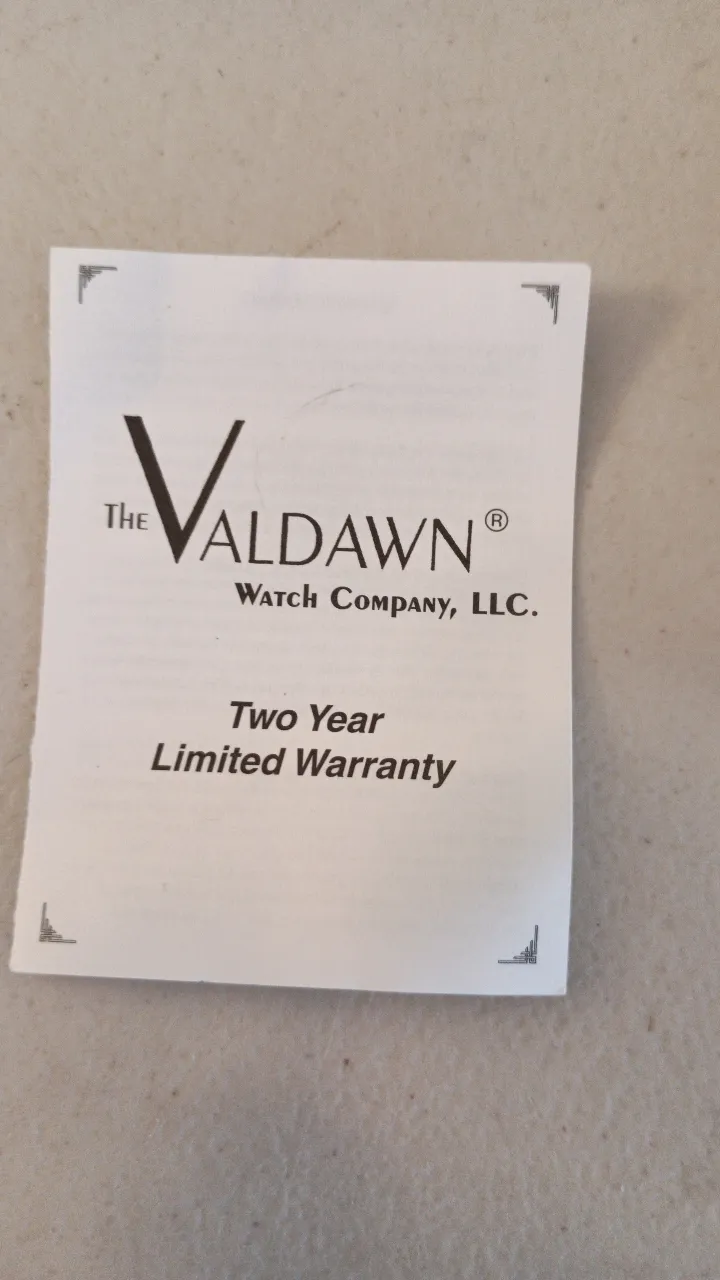 The Valdawn®
Watch Company, LLC.
Two Year
Limited Warranty